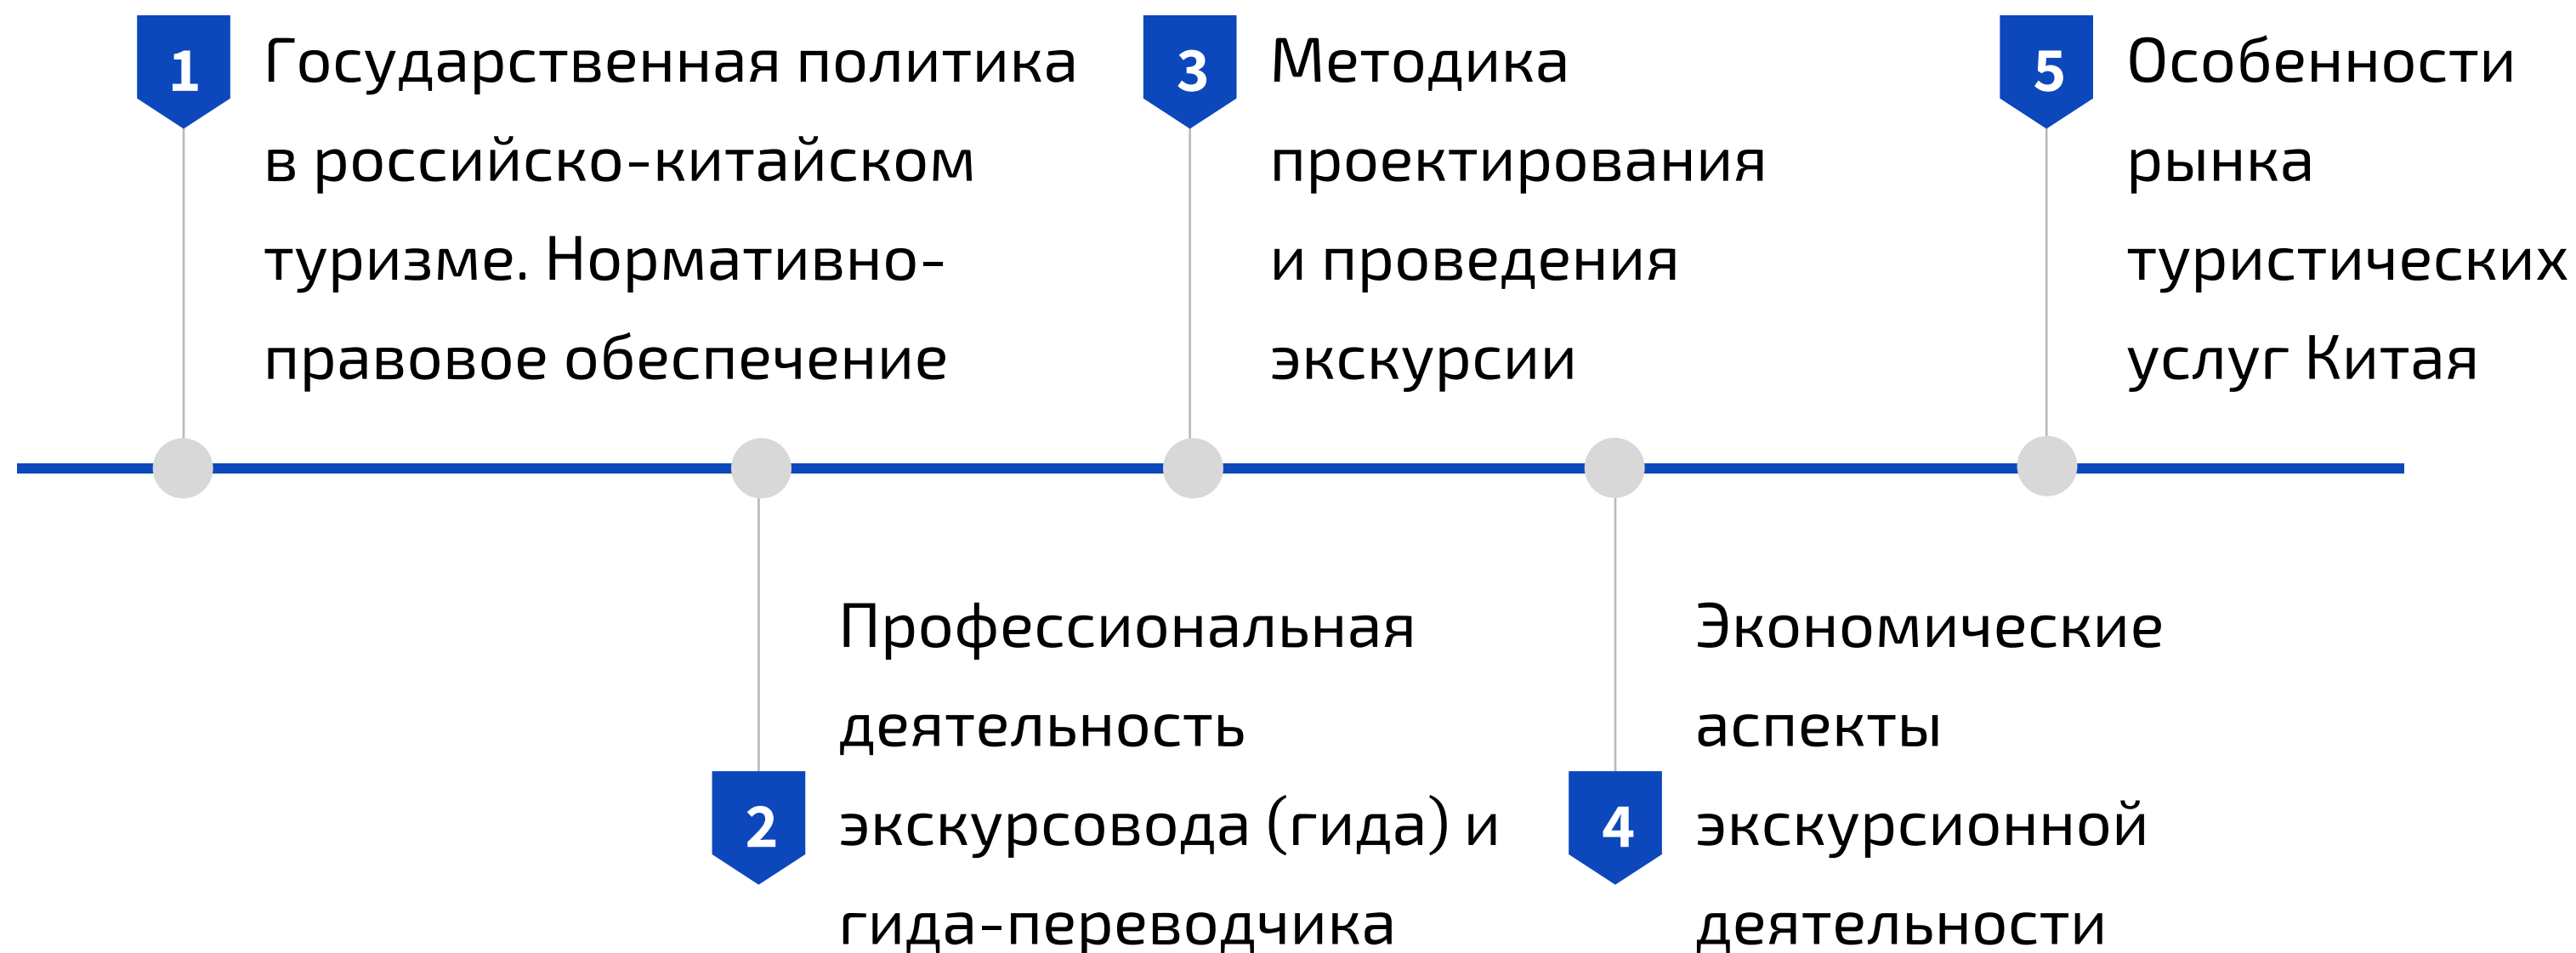 1
Государственная политика
в российско-китайском
туризме. Нормативно-
правовое обеспечение
2
Профессиональная
деятельность
экскурсовода (гида) и
гида-переводчика
3
Методика
проектирования
и проведения
экскурсии
4
Экономические
аспекты
экскурсионной
деятельности
5
Особенности
рынка
туристических
услуг Китая